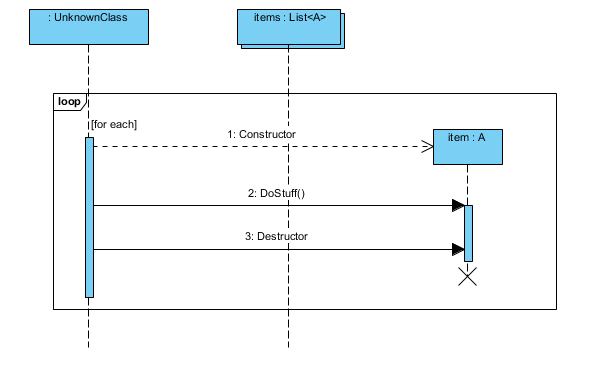 : UnknownClass
items : List<A>
loop
[for each]
1: Constructor
item : A
2: DoStuff()
3: Destructor